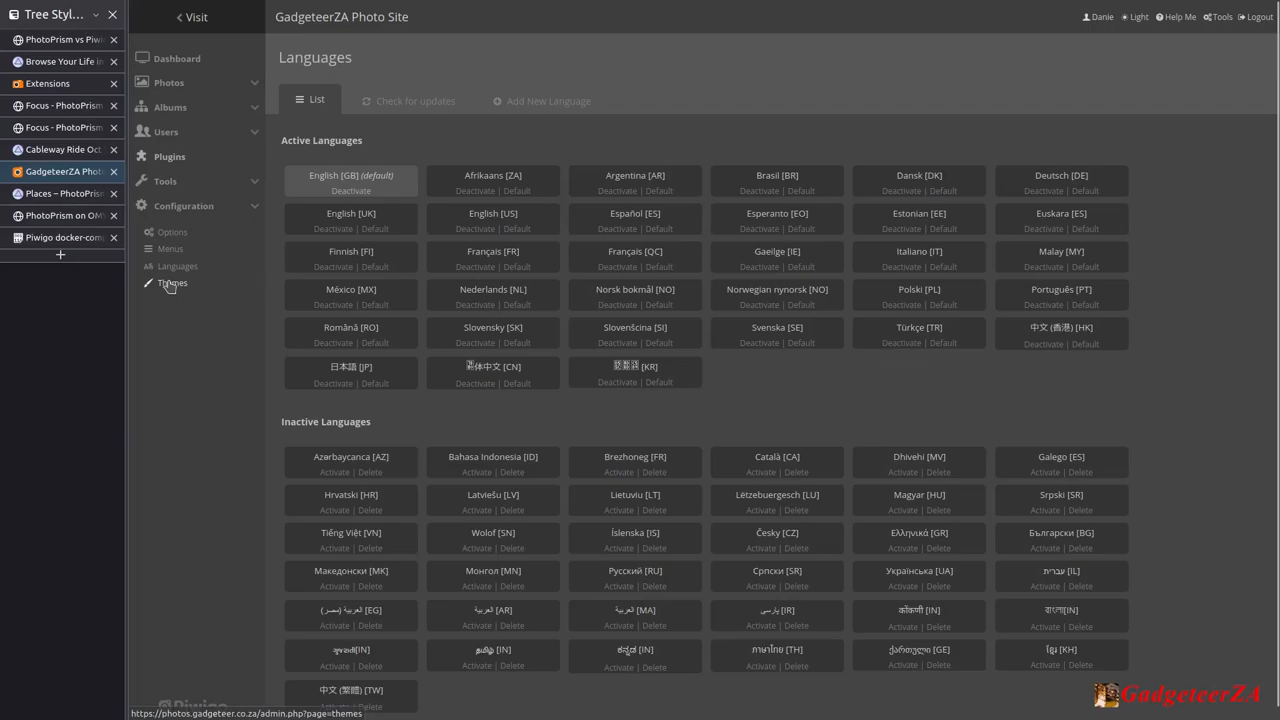 Tree Styl...
PhotoPrism vs Piwi
Browse Your Life in
Extensions
Focus - PhotoPrism
Focus - PhotoPrism
Cableway Ride Oct
GadgeteerZA Photo
Places – PhotoPrism
PhotoPrism on OMV
Piwigo docker-com
Visit
Dashboard
Photos
Albums
Users
Plugins
Tools
Configuration
Options
Menus
Languages
Themes
GadgeteerZA Photo Site
Danie Light Help Me Tools Logout
Languages
List Check for updates Add New Language
Active Languages
English [GB] (default) Afrikaans [ZA] Argentina [AR] Brasil [BR] Dansk [DK] Deutsch [DE]
Deactivate Deactivate | Default Deactivate | Default Deactivate | Default Deactivate | Default Deactivate | Default
English [UK] English [US] Español [ES] Esperanto [EO] Estonian [EE] Euskara [ES]
Deactivate | Default Deactivate | Default Deactivate | Default Deactivate | Default Deactivate | Default Deactivate | Default
Finnish [FI] Français [FR] Français [QC] Gaeilge [IE] Italiano [IT] Malay [MY]
Deactivate | Default Deactivate | Default Deactivate | Default Deactivate | Default Deactivate | Default Deactivate | Default
México [MX] Nederlands [NL] Norsk bokmål [NO] Norwegian nynorsk [NO] Polski [PL] Português [PT]
Deactivate | Default Deactivate | Default Deactivate | Default Deactivate | Default Deactivate | Default Deactivate | Default
Română [RO] Slovensky [SK] Slovenščina [SI] Svenska [SE] Türkçe [TR] 中文 (香港) [HK]
Deactivate | Default Deactivate | Default Deactivate | Default Deactivate | Default Deactivate | Default Deactivate | Default
日本語 [JP] 体中文 [CN] [KR]
Deactivate | Default Deactivate | Default Deactivate | Default
Inactive Languages
Azərbaycanca [AZ] Bahasa Indonesia [ID] Brezhoneg [FR] Català [CA] Dhivehi [MV] Galego [ES]
Activate | Delete Activate | Delete Activate | Delete Activate | Delete Activate | Delete Activate | Delete
Hrvatski [HR] Latviešu [LV] Lietuviu [LT] Lëtzebuergesch [LU] Magyar [HU] Srpski [SR]
Activate | Delete Activate | Delete Activate | Delete Activate | Delete Activate | Delete Activate | Delete
Tiếng Việt [VN] Wolof [SN] Íslenska [IS] Česky [CZ] Ελληνικά [GR] Български [BG]
Activate | Delete Activate | Delete Activate | Delete Activate | Delete Activate | Delete Activate | Delete
Македонски [MK] Монгол [MN] Русский [RU] Српски [SR] Українська [UA] עברית [IL]
Activate | Delete Activate | Delete Activate | Delete Activate | Delete Activate | Delete Activate | Delete
العربية (مصر) [EG] العربية [AR] العربية [MA] پارسی [IR] कोंकणी [IN] বাংলা[IN]
Activate | Delete Activate | Delete Activate | Delete Activate | Delete Activate | Delete Activate | Delete
ગુજરાતી[IN] தமிழ் [IN] ಕನ್ನಡ [IN] ภาษาไทย [TH] ქართული [GE] ខ្មែរ [KH]
Activate | Delete Activate | Delete Activate | Delete Activate | Delete Activate | Delete Activate | Delete
中文 (繁體) [TW]
Activate | Delete
Piwigo
https://photos.gadgeteer.co.za/admin.php?page=themes
GadgeteerZA